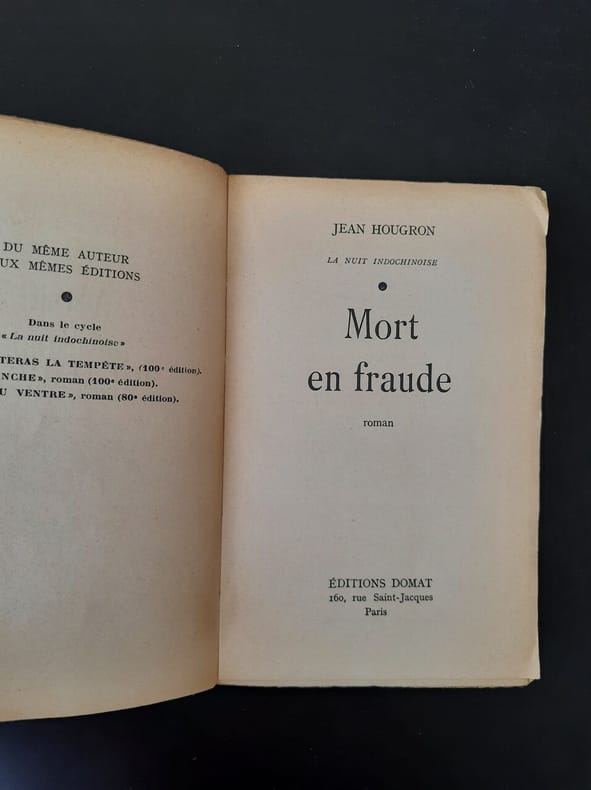 DU MÊME AUTEUR
UX MÊMES ÉDITIONS
Dans le cycle
« La nuit indochinoise »
TERAS LA TEMPÊTE », (100e édition).
NCHE », roman (100e édition).
U VENTRE », roman (80e édition).
JEAN HOUGRON
LA NUIT INDOCHINOISE
Mort
en fraude
roman
ÉDITIONS DOMAT
160, rue Saint-Jacques
Paris